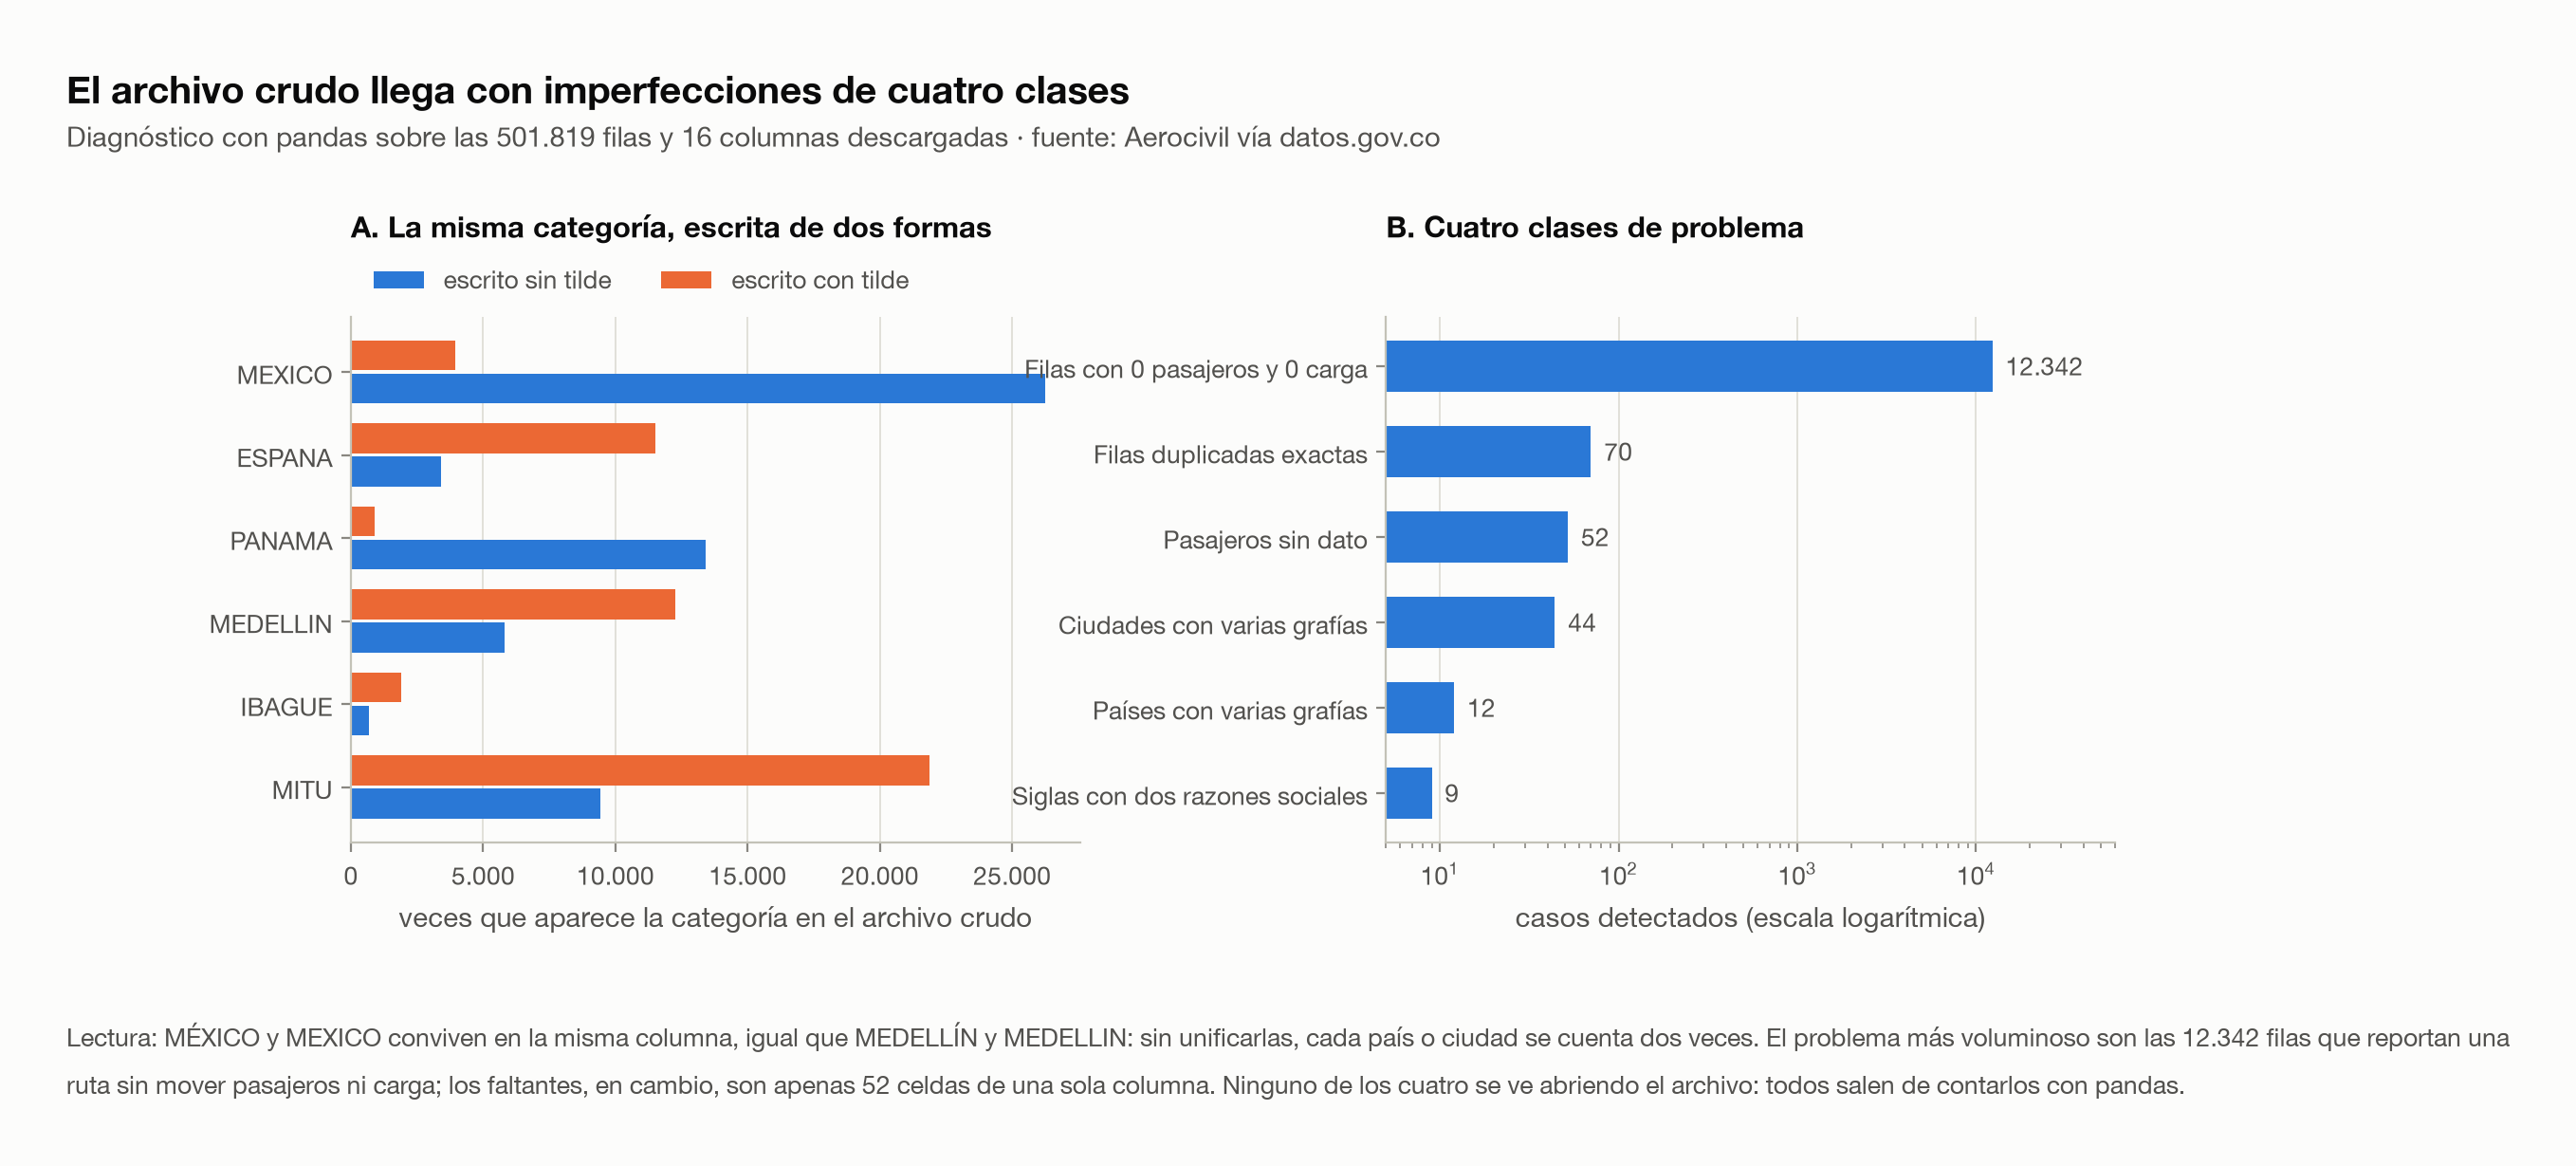 El archivo crudo llega con imperfecciones de cuatro clases
Diagnóstico con pandas sobre las 501.819 filas y 16 columnas descargadas · fuente: Aerocivil vía datos.gov.co
A. La misma categoría, escrita de dos formas
escrito sin tilde
escrito con tilde
MEXICO
ESPANA
PANAMA
MEDELLIN
IBAGUE
MITU
0
5.000
10.000
15.000
20.000
25.000
veces que aparece la categoría en el archivo crudo
B. Cuatro clases de problema
Filas con 0 pasajeros y 0 carga
12.342
Filas duplicadas exactas
70
Pasajeros sin dato
52
Ciudades con varias grafías
44
Países con varias grafías
12
Siglas con dos razones sociales
9
10¹
10²
10³
10⁴
casos detectados (escala logarítmica)
Lectura: MÉXICO y MEXICO conviven en la misma columna, igual que MEDELLÍN y MEDELLIN: sin unificarlas, cada país o ciudad se cuenta dos veces. El problema más voluminoso son las 12.342 filas que reportan una
ruta sin mover pasajeros ni carga; los faltantes, en cambio, son apenas 52 celdas de una sola columna. Ninguno de los cuatro se ve abriendo el archivo: todos salen de contarlos con pandas.